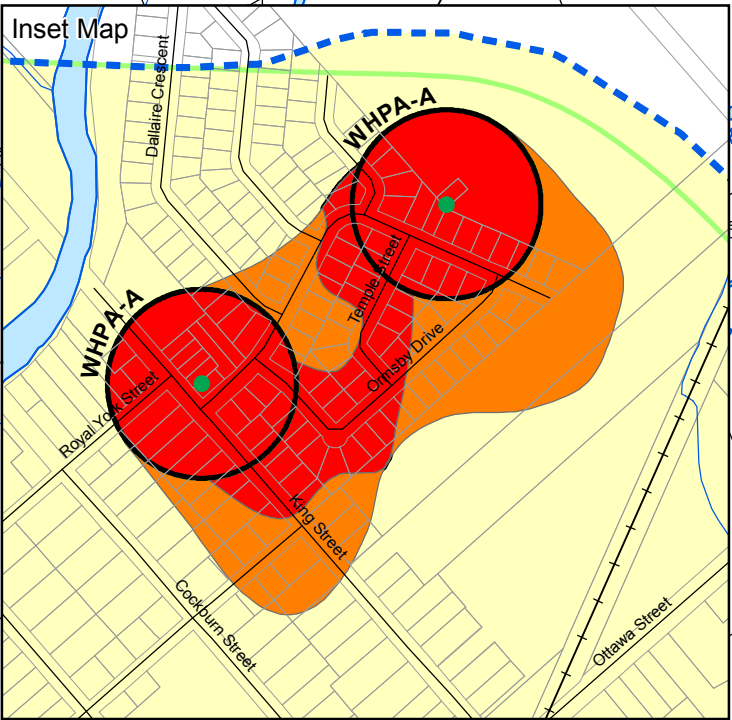 Inset Map
Dallaire Crescent
WHPA-A
Temple Street
WHPA-A
Ormsby Drive
Royal York Street
King Street
Cockburn Street
Ottawa Street